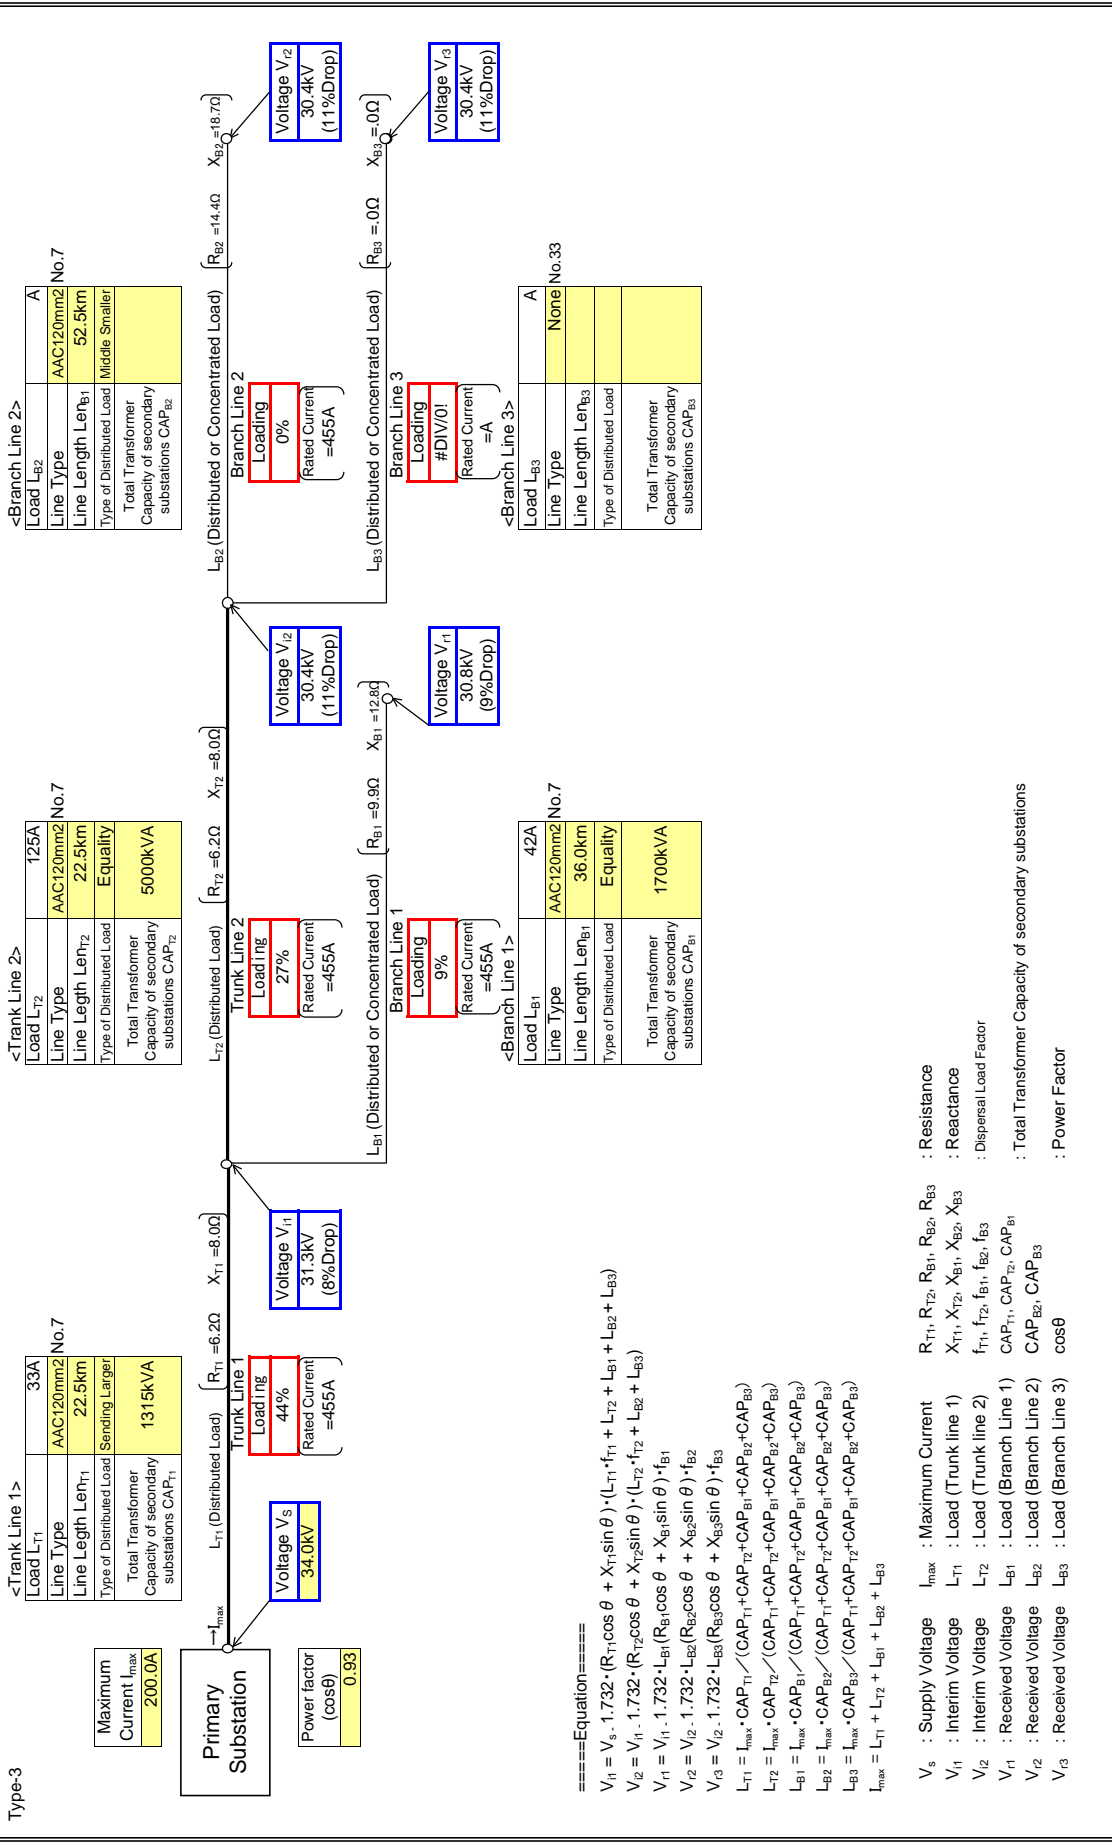 Type-3
<Trank Line 1>
Load LT1 33A
Line Type AAC120mm2 No.7
Line Legth LenT1 22.5km
Type of Distributed Load Sending Larger
Total Transformer
Capacity of secondary
substations CAPT1
1315kVA
<Trank Line 2>
Load LT2 125A
Line Type AAC120mm2 No.7
Line Length LenT2 22.5km
Type of Distributed Load Equality
Total Transformer
Capacity of secondary
substations CAPT2
5000kVA
<Branch Line 2>
Load LB2 A
Line Type AAC120mm2 No.7
Line Length LenB1 52.5km
Type of Distributed Load Middle Smaller
Total Transformer
Capacity of secondary
substations CAPB2
Maximum
Current Imax
200.0A
→Imax
Primary
Substation
Power factor
(cosθ)
0.93
Voltage VS
34.0kV
LT1 (Distributed Load)
RT1 =6.2Ω XT1 =8.0Ω
Trunk Line 1
Loading
44%
Rated Current
=455A
Voltage Vi1
31.3kV
(8%Drop)
LT2 (Distributed Load)
RT2 =6.2Ω XT2 =8.0Ω
Trunk Line 2
Loading
27%
Rated Current
=455A
Voltage Vi2
30.4kV
(11%Drop)
LB2 (Distributed or Concentrated Load)
RB2 =14.4Ω XB2 =18.7Ω
Branch Line 2
Loading
0%
Rated Current
=455A
Voltage Vr2
30.4kV
(11%Drop)
LB1 (Distributed or Concentrated Load)
RB1 =9.9Ω XB1 =12.8Ω
Branch Line 1
Loading
9%
Rated Current
=455A
Voltage Vr1
30.8kV
(9%Drop)
LB3 (Distributed or Concentrated Load)
RB3 =.0Ω XB3 =.0Ω
Branch Line 3
Loading
#DIV/0!
Rated Current
=A
Voltage Vr3
30.4kV
(11%Drop)
<Branch Line 1>
Load LB1 42A
Line Type AAC120mm2 No.7
Line Length LenB1 36.0km
Type of Distributed Load Equality
Total Transformer
Capacity of secondary
substations CAPB1
1700kVA
<Branch Line 3>
Load LB3 A
Line Type None No.33
Line Length LenB3
Type of Distributed Load
Total Transformer
Capacity of secondary
substations CAPB3
=====Equation=====
Vi1 = Vs - 1.732・(RT1cos θ + XT1sin θ)・(LT1・fT1 + LT2 + LB1 + LB2 + LB3)
Vi2 = Vi1 - 1.732・(RT2cos θ + XT2sin θ)・(LT2・fT2 + LB2 + LB3)
Vr1 = Vi1 - 1.732・LB1(RB1cos θ + XB1sin θ)・fB1
Vr2 = Vi2 - 1.732・LB2(RB2cos θ + XB2sin θ)・fB2
Vr3 = Vi2 - 1.732・LB3(RB3cos θ + XB3sin θ)・fB3
LT1 = Imax・CAPT1／(CAPT1+CAPT2+CAPB1+CAPB2+CAPB3)
LT2 = Imax・CAPT2／(CAPT1+CAPT2+CAPB1+CAPB2+CAPB3)
LB1 = Imax・CAPB1／(CAPT1+CAPT2+CAPB1+CAPB2+CAPB3)
LB2 = Imax・CAPB2／(CAPT1+CAPT2+CAPB1+CAPB2+CAPB3)
LB3 = Imax・CAPB3／(CAPT1+CAPT2+CAPB1+CAPB2+CAPB3)
Imax = LT1 + LT2 + LB1 + LB2 + LB3
Vs : Supply Voltage Imax : Maximum Current RT1, RT2, RB1, RB2, RB3 : Resistance
Vi1 : Interim Voltage LT1 : Load (Trunk line 1) XT1, XT2, XB1, XB2, XB3 : Reactance
Vi2 : Interim Voltage LT2 : Load (Trunk line 2) fT1, fT2, fB1, fB2, fB3 : Dispersal Load Factor
Vr1 : Received Voltage LB1 : Load (Branch Line 1) CAPT1, CAPT2, CAPB1 : Total Transformer Capacity of secondary substations
Vr2 : Received Voltage LB2 : Load (Branch Line 2) CAPB2, CAPB3
Vr3 : Received Voltage LB3 : Load (Branch Line 3) cosθ : Power Factor